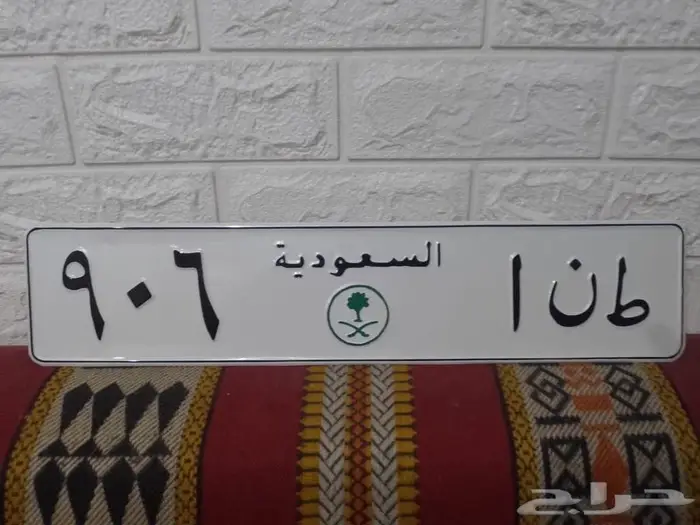 السعودية
ط ن ا ٩٠٦
حراج